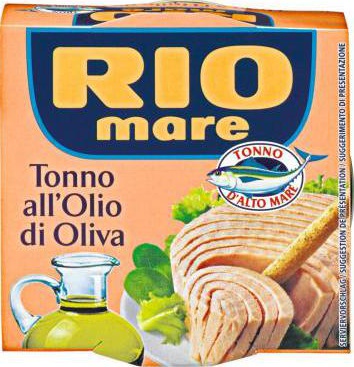 RIO
mare
Tonno
all'Olio
di Oliva
TONNO
D'ALTO MARE
SERVIERVORSCHLAG / SUGGESTION DE PRÉSENTATION / SUGGERIMENTO DI PRESENTAZIONE